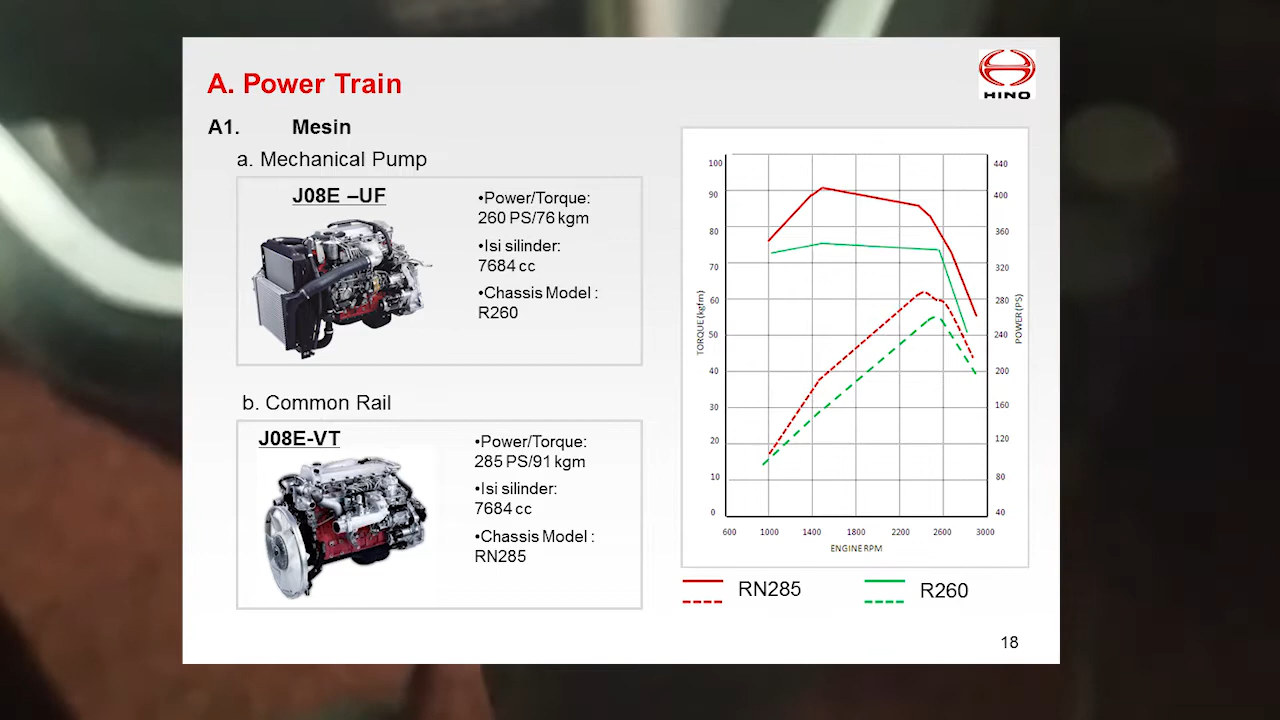 A. Power Train
HINO
A1. Mesin
a. Mechanical Pump
J08E –UF
•Power/Torque:
260 PS/76 kgm
•Isi silinder:
7684 cc
•Chassis Model :
R260
b. Common Rail
J08E-VT
•Power/Torque:
285 PS/91 kgm
•Isi silinder:
7684 cc
•Chassis Model :
RN285
100
90
80
70
60
50
40
30
20
10
0
TORQUE (kgfm)
440
400
360
320
280
240
200
160
120
80
40
POWER (PS)
600 1000 1400 1800 2200 2600 3000
ENGINE RPM
RN285
R260
18